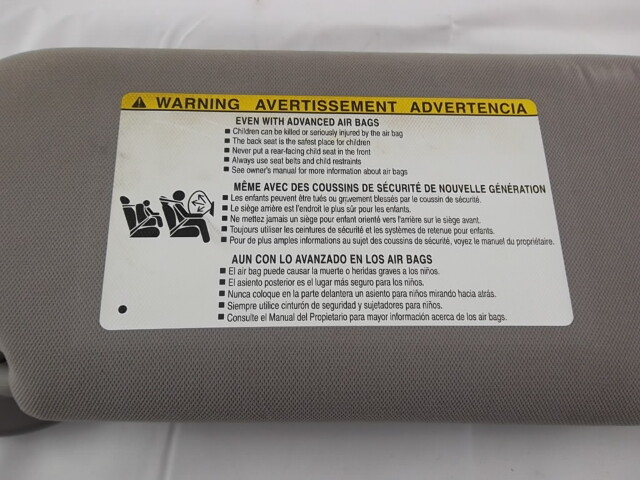 WARNING AVERTISSEMENT ADVERTENCIA
EVEN WITH ADVANCED AIR BAGS
■ Children can be killed or seriously injured by the air bag
■ The back seat is the safest place for children
■ Never put a rear-facing child seat in the front
■ Always use seat belts and child restraints
■ See owner's manual for more information about air bags
MÊME AVEC DES COUSSINS DE SÉCURITÉ DE NOUVELLE GÉNÉRATION
■ Les enfants peuvent être tués ou grievement blessés par le coussin de sécurité.
■ Le siège arrière est l'endroit le plus sûr pour les enfants.
■ Ne mettez jamais un siège pour enfant orienté vers l'arrière sur le siège avant.
■ Toujours utiliser les ceintures de sécurité et les systèmes de retenue pour enfants.
■ Pour de plus amples informations au sujet des coussins de sécurité, voyez le manuel du propriétaire.
AUN CON LO AVANZADO EN LOS AIR BAGS
■ El air bag puede causar la muerte o heridas graves a los niños.
■ El asiento posterior es el lugar más seguro para los niños.
■ Nunca coloque en la parte delantera un asiento para niños mirando hacia atrás.
■ Siempre utilice cinturón de seguridad y sujetadores para niños.
■ Consulte el Manual del Propietario para mayor información acerca de los air bags.